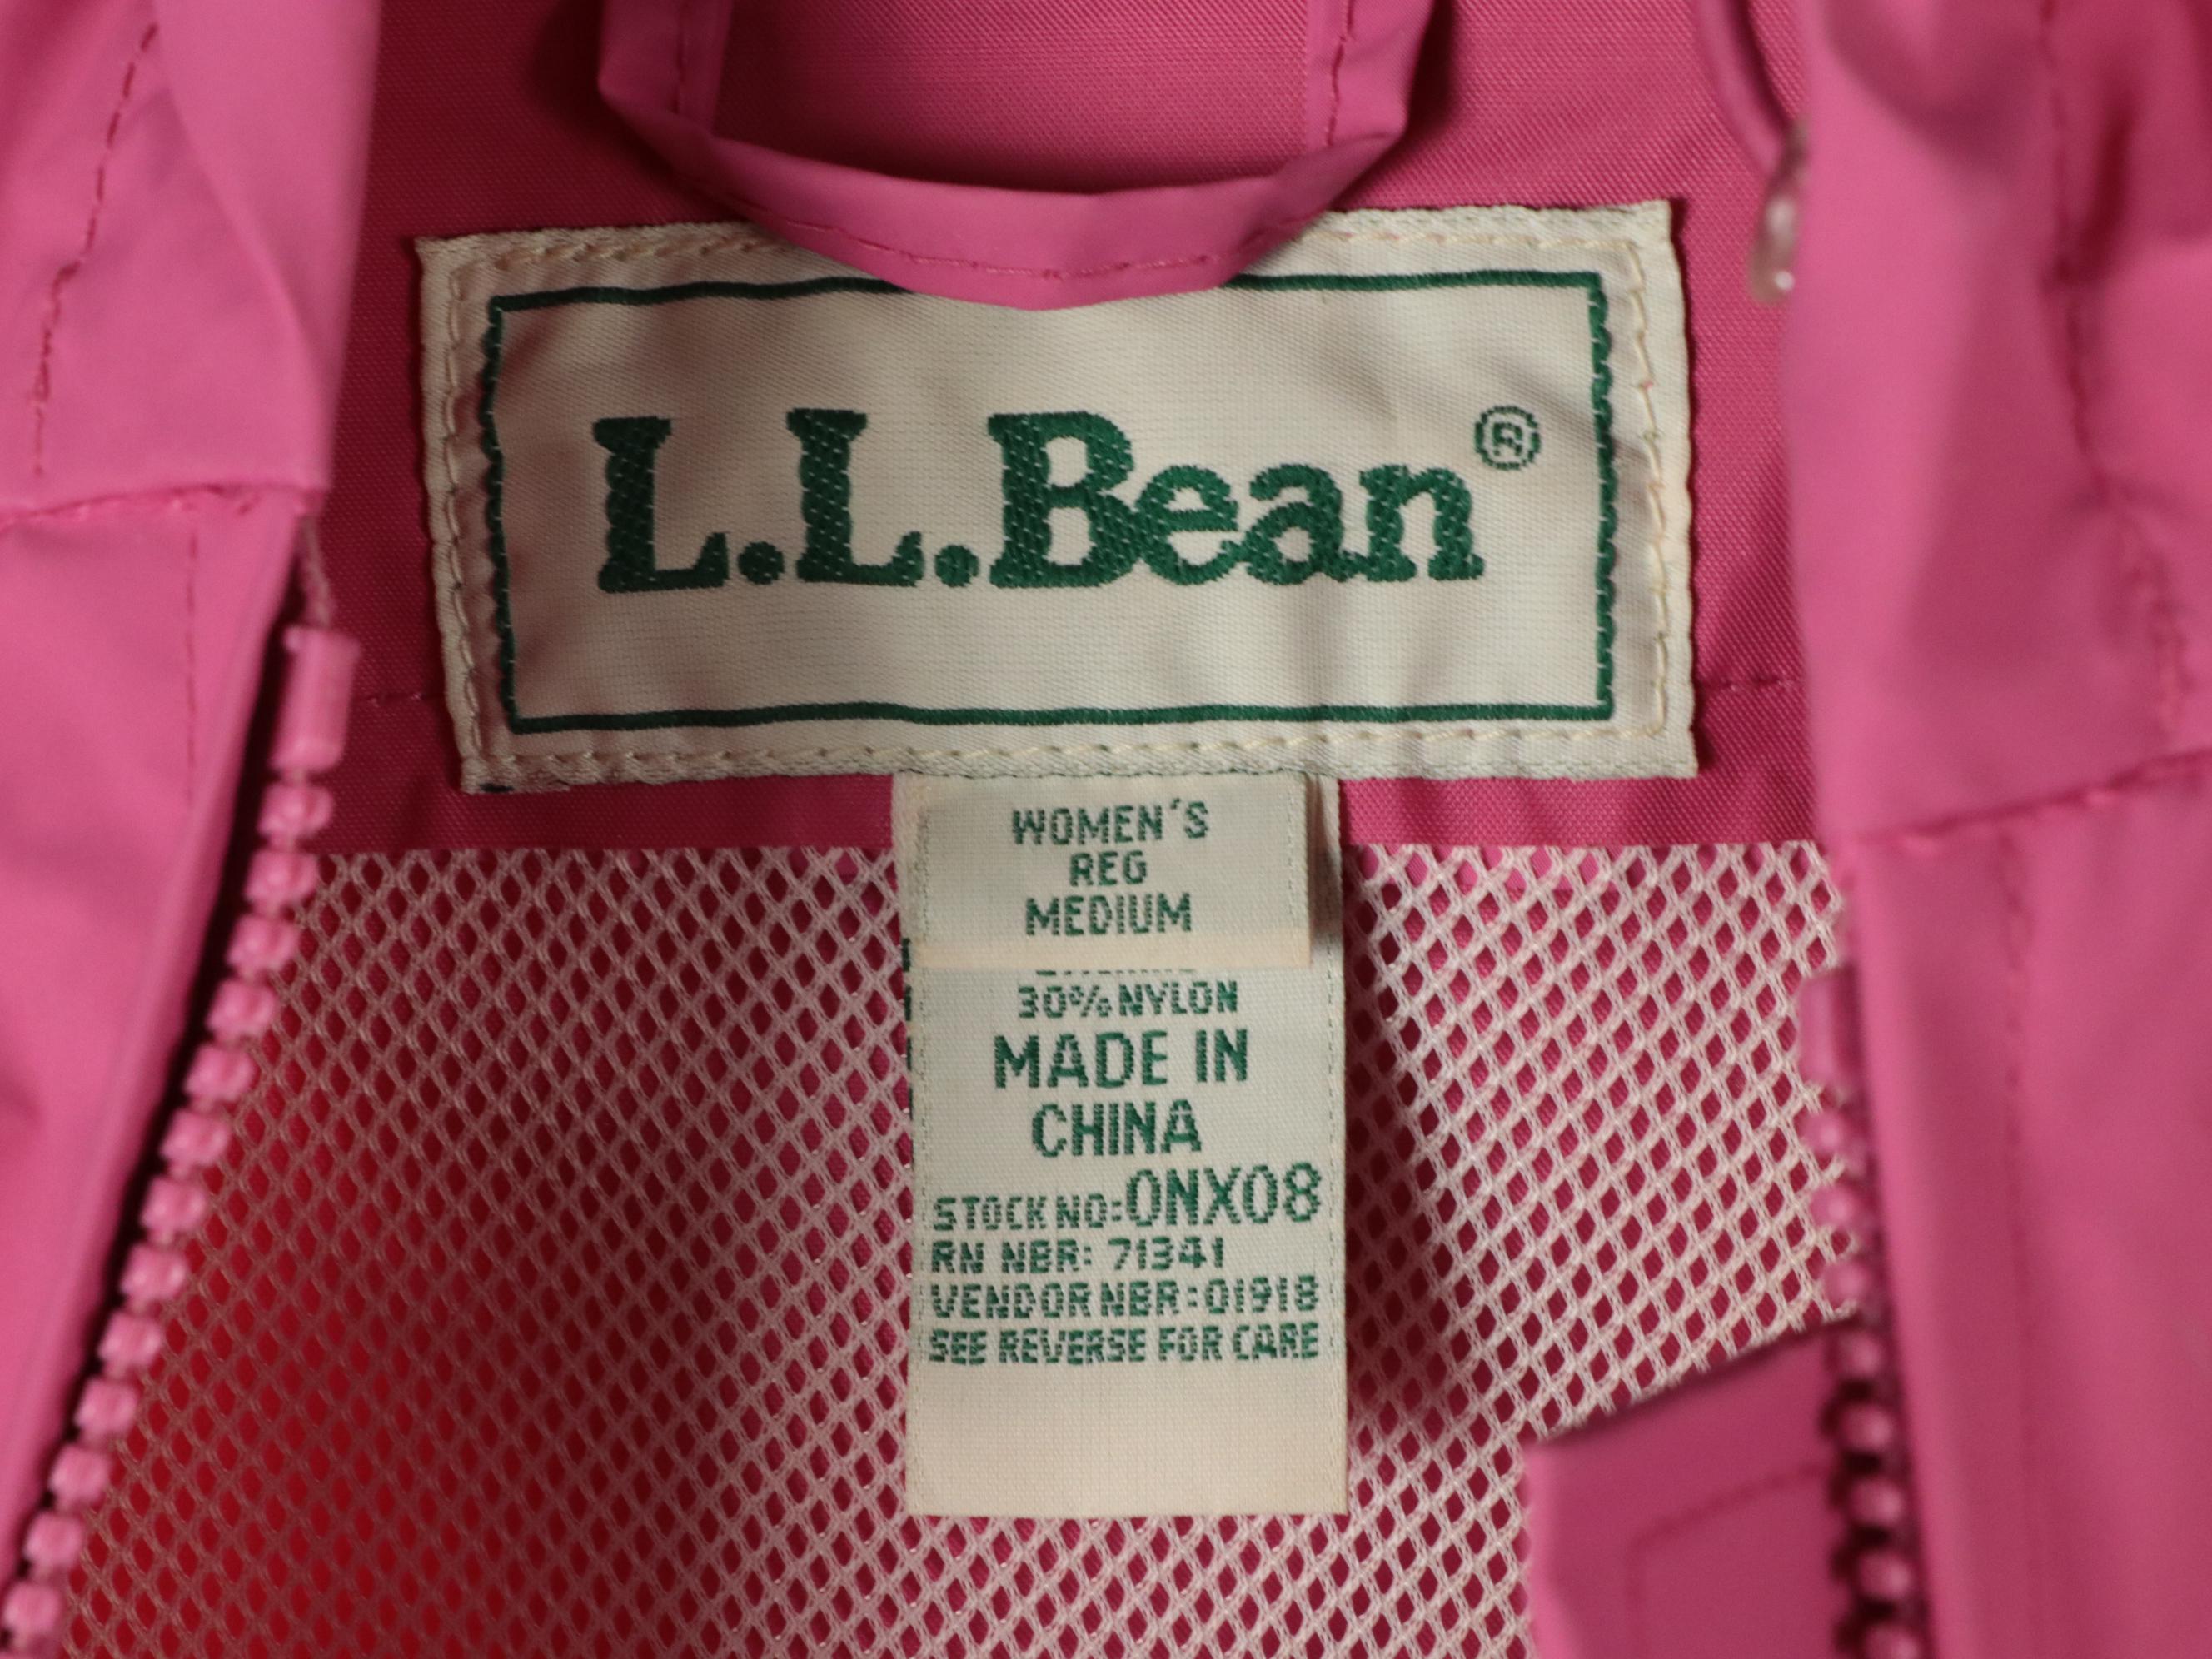 L.L.Bean®
WOMEN'S
REG
MEDIUM
30% NYLON
MADE IN
CHINA
STOCK NO: 0NX08
RN NBR: 71341
VENDOR NBR: 01918
SEE REVERSE FOR CARE